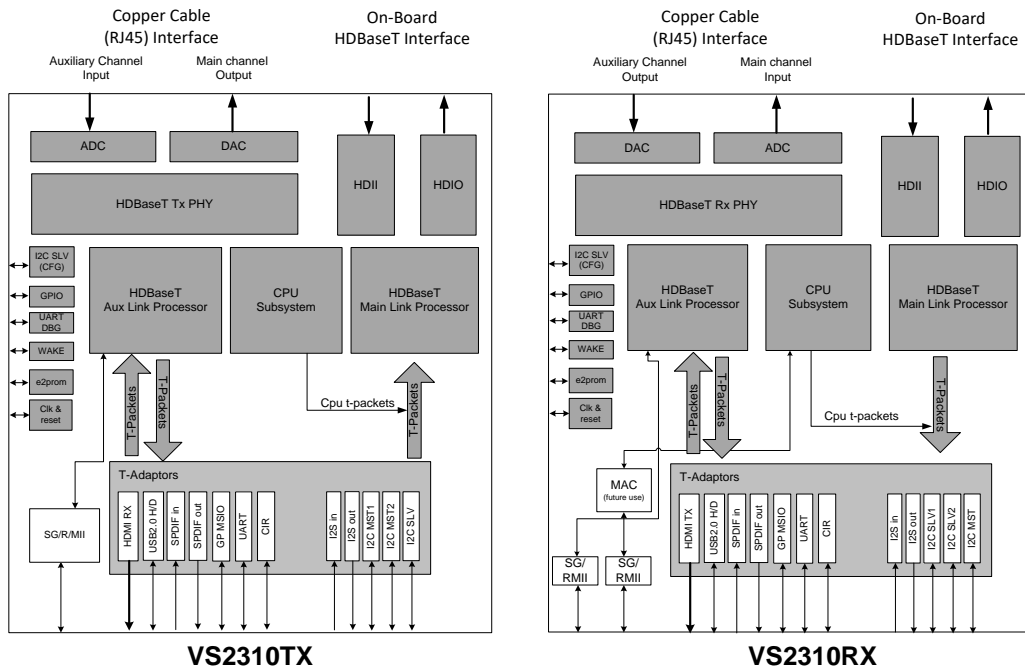 Copper Cable
(RJ45) Interface
On-Board
HDBaseT Interface
Auxiliary Channel
Input
Main channel
Output
ADC
DAC
HDII
HDIO
HDBaseT Tx PHY
I2C SLV
(CFG)
GPIO
UART
DBG
WAKE
e2prom
Clk &
reset
HDBaseT
Aux Link Processor
CPU
Subsystem
HDBaseT
Main Link Processor
T-Packets
T-Packets
Cpu t-packets
T-Packets
T-Adaptors
SG/R/MII
HDMI RX
USB2.0 H/D
SPDIF in
SPDIF out
GP MSIO
UART
CIR
I2S in
I2S out
I2C MST1
I2C MST2
I2C SLV
VS2310TX
Copper Cable
(RJ45) Interface
On-Board
HDBaseT Interface
Auxiliary Channel
Output
Main channel
Input
DAC
ADC
HDII
HDIO
HDBaseT Rx PHY
I2C SLV
(CFG)
GPIO
UART
DBG
WAKE
e2prom
Clk &
reset
HDBaseT
Aux Link Processor
CPU
Subsystem
HDBaseT
Main Link Processor
T-Packets
T-Packets
Cpu t-packets
T-Packets
MAC
(future use)
T-Adaptors
SG/
RMII
SG/
RMII
HDMI TX
USB2.0 H/D
SPDIF in
SPDIF out
GP MSIO
UART
CIR
I2S in
I2S out
I2C SLV1
I2C SLV2
I2C MST
VS2310RX